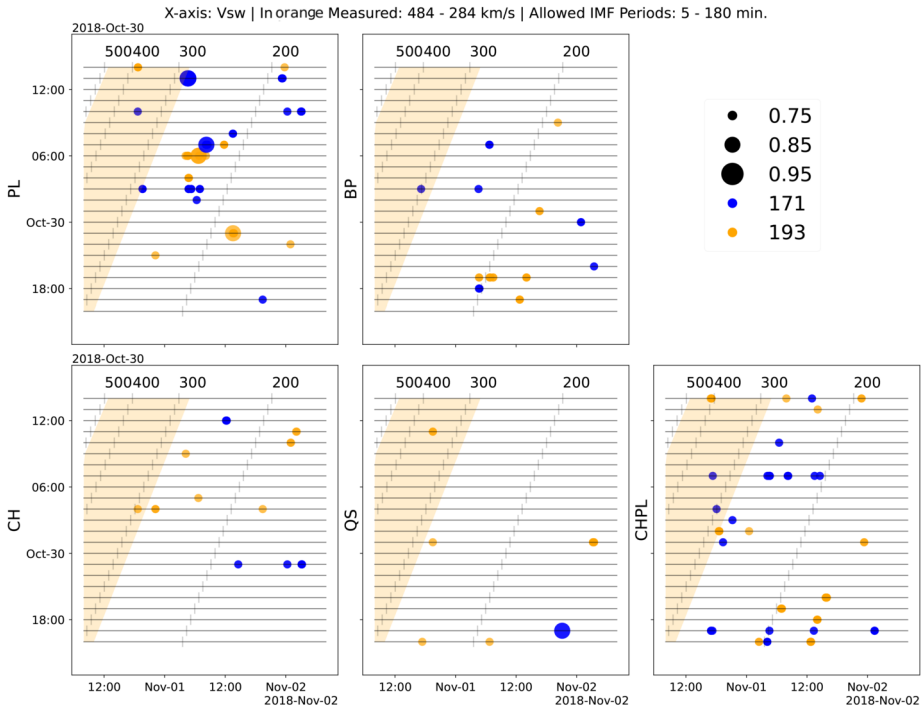 X-axis: Vsw | In orange Measured: 484 - 284 km/s | Allowed IMF Periods: 5 - 180 min.
2018-Oct-30
500400 300 200
12:00
06:00
Oct-30
18:00
PL
500400 300 200
BP
0.75
0.85
0.95
171
193
2018-Oct-30
500400 300 200
12:00
06:00
Oct-30
18:00
CH
12:00 Nov-01 12:00 Nov-02
2018-Nov-02
500400 300 200
QS
12:00 Nov-01 12:00 Nov-02
2018-Nov-02
500400 300 200
CHPL
12:00 Nov-01 12:00 Nov-02
2018-Nov-02